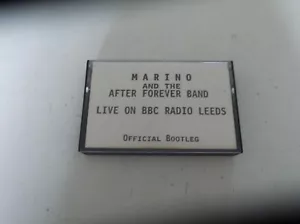 MARINO
AND THE
AFTER FOREVER BAND
LIVE ON BBC RADIO LEEDS
OFFICIAL BOOTLEG